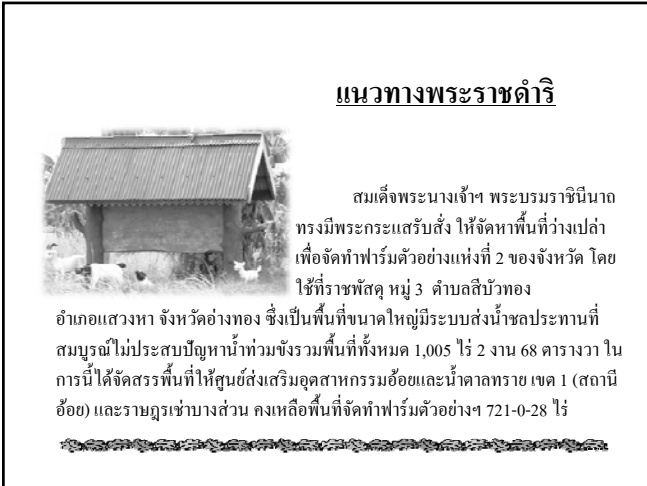 แนวทางพระราชดำริ
สมเด็จพระนางเจ้าฯ พระบรมราชินีนาถ
ทรงมีพระกระแสรับสั่ง ให้จัดหาพื้นที่ว่างเปล่า
เพื่อจัดทำฟาร์มตัวอย่างแห่งที่ 2 ของจังหวัด โดย
ใช้ที่ราชพัสดุ หมู่ 3 ตำบลสีบัวทอง
อำเภอแสวงหา จังหวัดอ่างทอง ซึ่งเป็นพื้นที่ขนาดใหญ่มีระบบส่งน้ำชลประทานที่
สมบูรณ์ไม่ประสบปัญหาน้ำท่วมขังรวมพื้นที่ทั้งหมด 1,005 ไร่ 2 งาน 68 ตารางวา ใน
การนี้ได้จัดสรรพื้นที่ให้ศูนย์ส่งเสริมอุตสาหกรรมอ้อยและน้ำตาลทราย เขต 1 (สถานี
อ้อย) และราษฎรเช่าบางส่วน คงเหลือพื้นที่จัดทำฟาร์มตัวอย่างฯ 721-0-28 ไร่